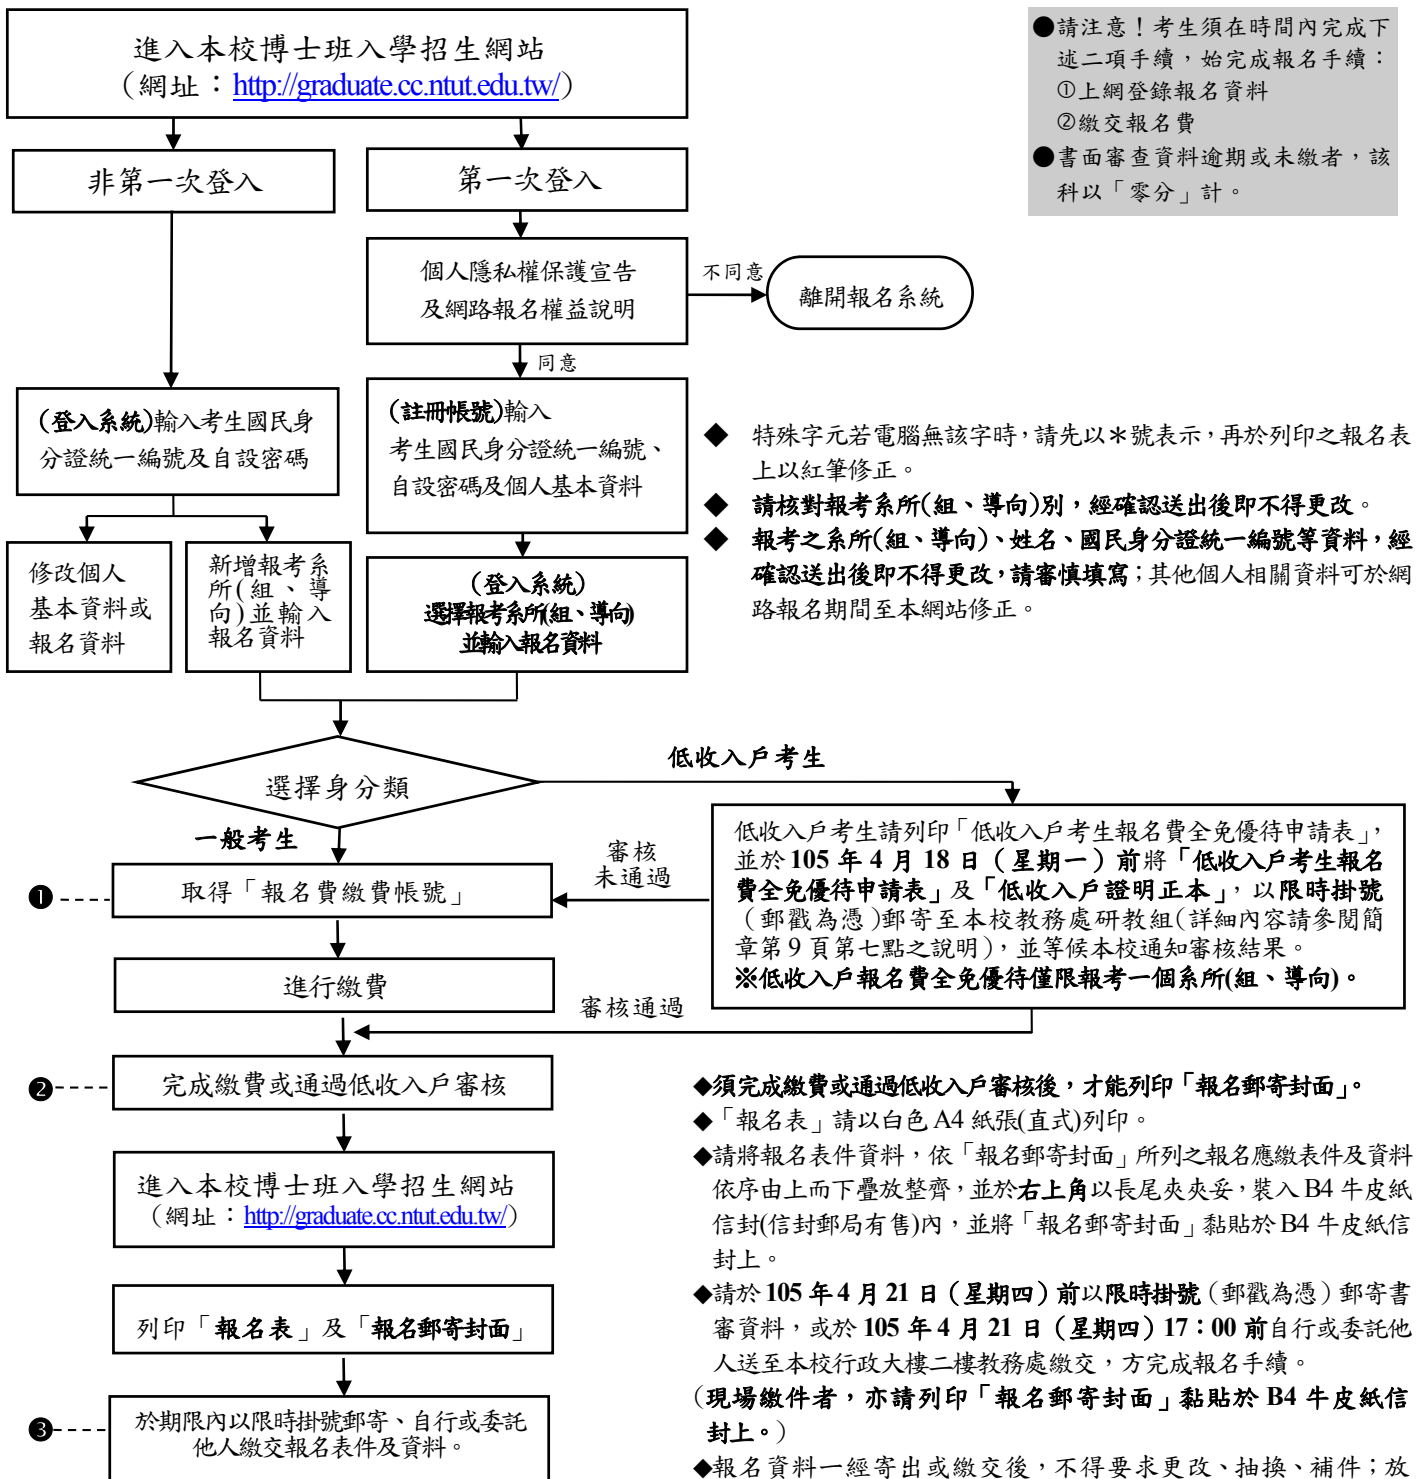 進入本校博士班入學招生網站
（網址：http://graduate.cc.ntut.edu.tw/）
●請注意！考生須在時間內完成下
述二項手續，始完成報名手續：
①上網登錄報名資料
②繳交報名費
●書面審查資料逾期或未繳者，該
科以「零分」計。
非第一次登入
第一次登入
個人隱私權保護宣告
及網路報名權益說明
不同意
離開報名系統
同意
(登入系統)輸入考生國民身
分證統一編號及自設密碼
(註冊帳號)輸入
考生國民身分證統一編號、
自設密碼及個人基本資料
◆ 特殊字元若電腦無該字時，請先以＊號表示，再於列印之報名表
上以紅筆修正。
◆ 請核對報考系所(組、導向)別，經確認送出後即不得更改。
◆ 報考之系所(組、導向)、姓名、國民身分證統一編號等資料，經
確認送出後即不得更改，請審慎填寫；其他個人相關資料可於網
路報名期間至本網站修正。
修改個人
基本資料或
報名資料
新增報考系
所(組、導
向)並輸入
報名資料
(登入系統)
選擇報考系所(組、導向)
並輸入報名資料
選擇身分類
低收入戶考生
一般考生
低收入戶考生請列印「低收入戶考生報名費全免優待申請表」，
並於 105 年 4 月 18 日（星期一）前將「低收入戶考生報名
費全免優待申請表」及「低收入戶證明正本」，以限時掛號
（郵戳為憑)郵寄至本校教務處研教組(詳細內容請參閱簡
章第 9 頁第七點之說明)，並等候本校通知審核結果。
※低收入戶報名費全免優待僅限報考一個系所(組、導向)。
審核
未通過
❶
取得「報名費繳費帳號」
進行繳費
審核通過
❷
完成繳費或通過低收入戶審核
◆須完成繳費或通過低收入戶審核後，才能列印「報名郵寄封面」。
◆「報名表」請以白色 A4 紙張(直式)列印。
◆請將報名表件資料，依「報名郵寄封面」所列之報名應繳表件及資料
依序由上而下疊放整齊，並於右上角以長尾夾夾妥，裝入 B4 牛皮紙
信封(信封郵局有售)內，並將「報名郵寄封面」黏貼於 B4 牛皮紙信
封上。
進入本校博士班入學招生網站
（網址：http://graduate.cc.ntut.edu.tw/）
列印「報名表」及「報名郵寄封面」
◆請於 105 年 4 月 21 日（星期四）前以限時掛號（郵戳為憑）郵寄書
審資料，或於 105 年 4 月 21 日（星期四）17：00 前自行或委託他
人送至本校行政大樓二樓教務處繳交，方完成報名手續。
（現場繳件者，亦請列印「報名郵寄封面」黏貼於 B4 牛皮紙信
封上。）
❸
於期限內以限時掛號郵寄、自行或委託
他人繳交報名表件及資料。
◆報名資料一經寄出或繳交後，不得要求更改、抽換、補件；放